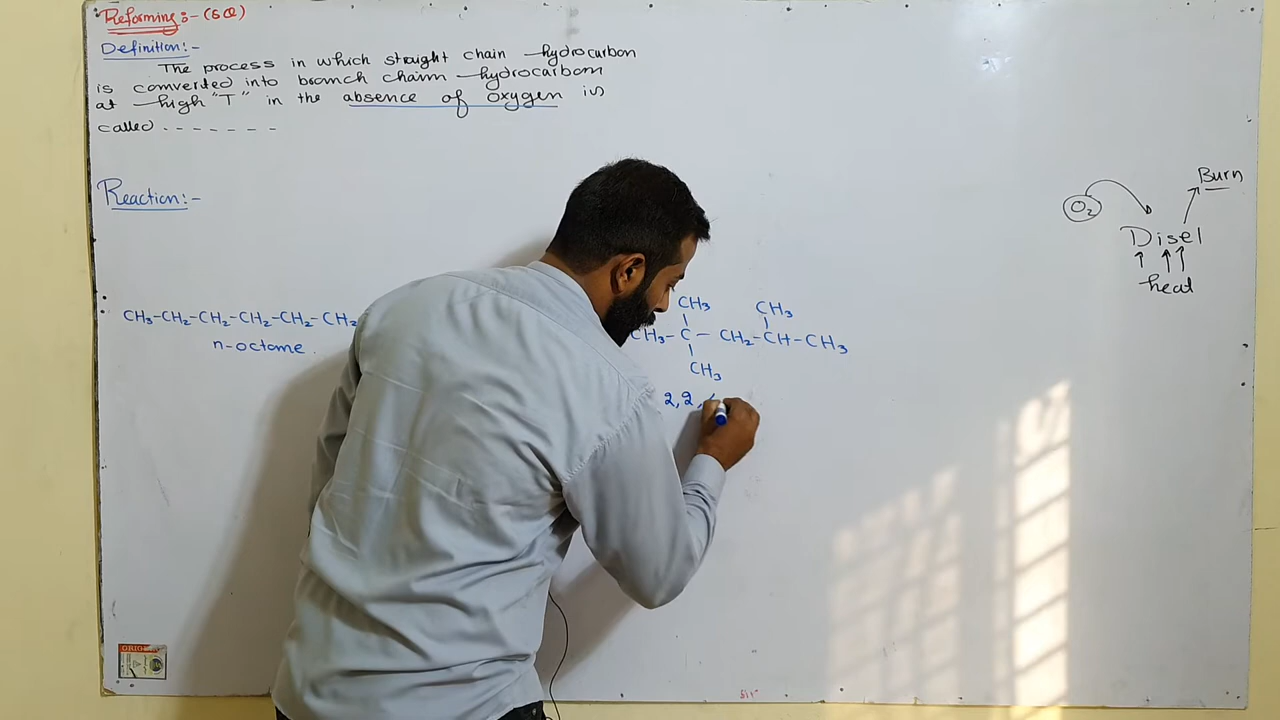 Reforming :- (SQ)
Definition:-
The process in which straight chain hydrocarbon
is converted into branch chain hydrocarbon
at high "T" in the absence of oxygen is
called - - - - - - -
Reaction:-
CH3-CH2-CH2-CH2-CH2-CH2
n-octane
CH3 CH3
CH3-C-CH2-CH-CH3
CH3
2,2,
Burn
O2
Disel
heat
ORIG